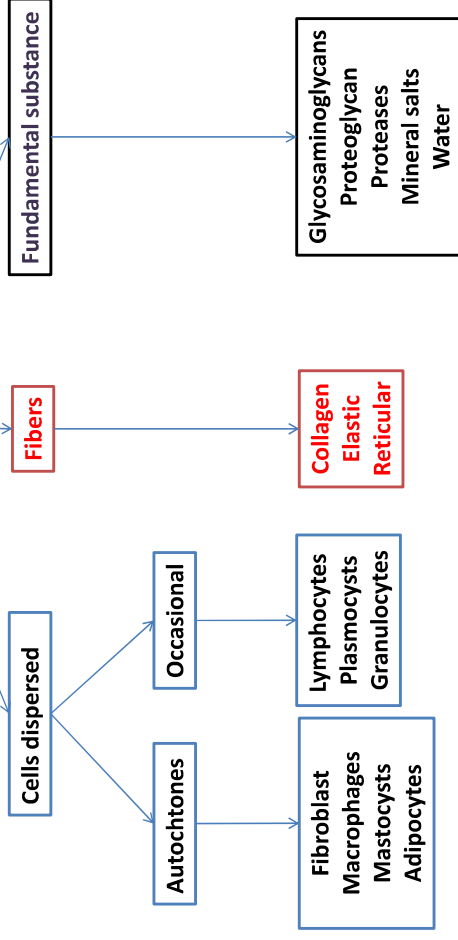 Cells dispersed
Fibers
Fundamental substance
Autochtones
Occasional
Fibroblast
Macrophages
Mastocysts
Adipocytes
Lymphocytes
Plasmocysts
Granulocytes
Collagen
Elastic
Reticular
Glycosaminoglycans
Proteoglycan
Proteases
Mineral salts
Water